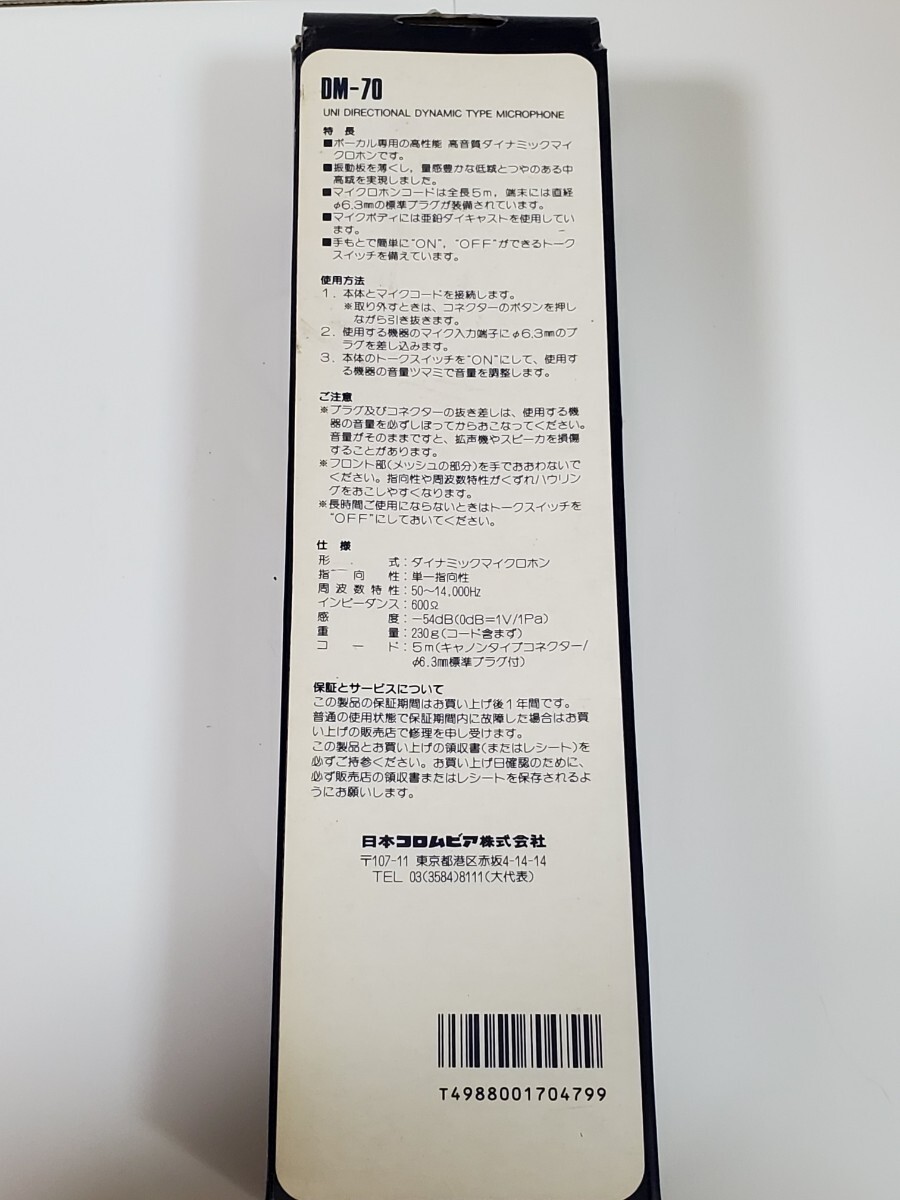 DM-70
UNI DIRECTIONAL DYNAMIC TYPE MICROPHONE
特 長
■ボーカル専用の高性能 高音質ダイナミックマイ
クロホンです。
■振動板を薄くし，量感豊かな低域とつやのある中
高域を実現しました。
■マイクロホンコードは全長5m，端末には直径
φ6.3㎜の標準プラグが装備されています。
■マイクボディには亜鉛ダイキャストを使用してい
ます。
■手もとで簡単に“ON”，“OFF”ができるトーク
スイッチを備えています。
使用方法
1．本体とマイクコードを接続します。
※取り外すときは、コネクターのボタンを押し
ながら引き抜きます。
2．使用する機器のマイク入力端子にφ6.3㎜のプ
ラグを差し込みます。
3．本体のトークスイッチを“ON”にして、使用す
る機器の音量ツマミで音量を調整します。
ご注意
※プラグ及びコネクターの抜き差しは、使用する機
器の音量を必ずしぼってからおこなってください。
音量がそのままですと、拡声機やスピーカを損傷
することがあります。
※フロント部(メッシュの部分)を手でおおわないで
ください。指向性や周波数特性がくずれハウリン
グをおこしやすくなります。
※長時間ご使用にならないときはトークスイッチを
“OFF”にしておいてください。
仕 様
形 式：ダイナミックマイクロホン
指 向 性：単一指向性
周波数特性：50〜14,000Hz
インピーダンス：600Ω
感 度：−54dB(0dB=1V/1Pa)
重 量：230g(コード含まず)
コ ー ド：5m(キャノンタイプコネクター/
φ6.3㎜標準プラグ付)
保証とサービスについて
この製品の保証期間はお買い上げ後1年間です。
普通の使用状態で保証期間内に故障した場合はお買
い上げの販売店で修理を申し受けます。
この製品とお買い上げの領収書(またはレシート)を
必ずご持参ください。お買い上げ日確認のために、
必ず販売店の領収書またはレシートを保存されるよ
うにお願いします。
日本コロムビア株式会社
〒107-11 東京都港区赤坂4-14-14
TEL 03(3584)8111(大代表)
T4988001704799